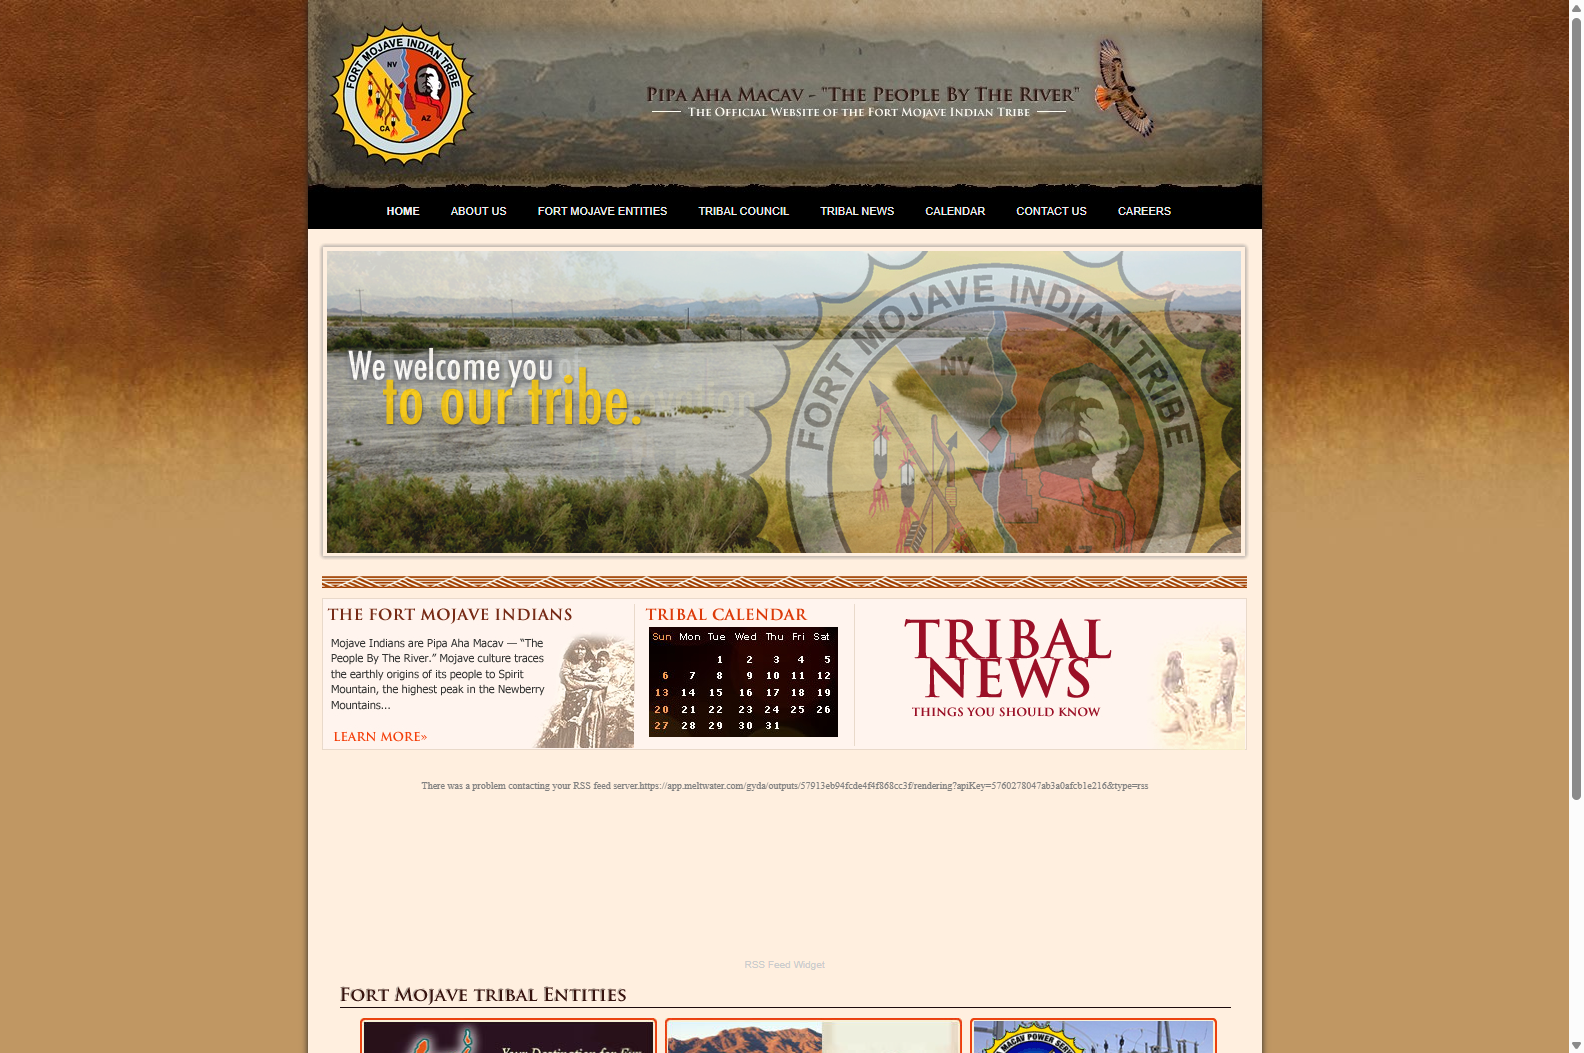 FORT MOJAVE INDIAN TRIBE
NV
CA
AZ
Pipa Aha Macav - "The People By The River"
The Official Website of the Fort Mojave Indian Tribe
HOME ABOUT US FORT MOJAVE ENTITIES TRIBAL COUNCIL TRIBAL NEWS CALENDAR CONTACT US CAREERS
FORT MOJAVE INDIAN TRIBE
NV
AZ
We welcome you
to our tribe.
THE FORT MOJAVE INDIANS
Mojave Indians are Pipa Aha Macav — “The
People By The River.” Mojave culture traces
the earthly origins of its people to Spirit
Mountain, the highest peak in the Newberry
Mountains...
LEARN MORE»
TRIBAL CALENDAR
Sun Mon Tue Wed Thu Fri Sat
1 2 3 4 5
6 7 8 9 10 11 12
13 14 15 16 17 18 19
20 21 22 23 24 25 26
27 28 29 30 31
TRIBAL
NEWS
THINGS YOU SHOULD KNOW
There was a problem contacting your RSS feed server.https://app.meltwater.com/gyda/outputs/57913eb94fcde4f4f868cc3f/rendering?apiKey=5760278047ab3a0afcb1e216&type=rss
RSS Feed Widget
Fort Mojave tribal Entities
Your Destination for Fun
MACAV POWER SERV